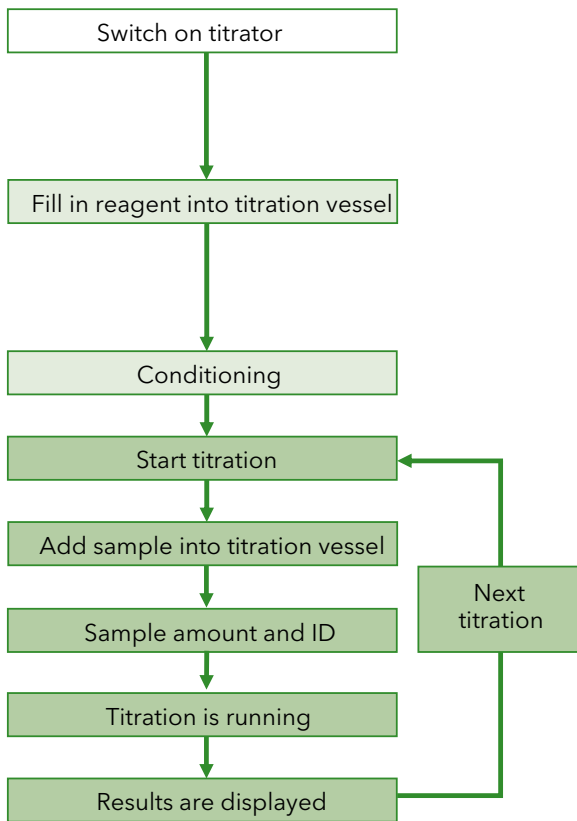 Switch on titrator
Fill in reagent into titration vessel
Conditioning
Start titration
Add sample into titration vessel
Sample amount and ID
Titration is running
Results are displayed
Next
titration